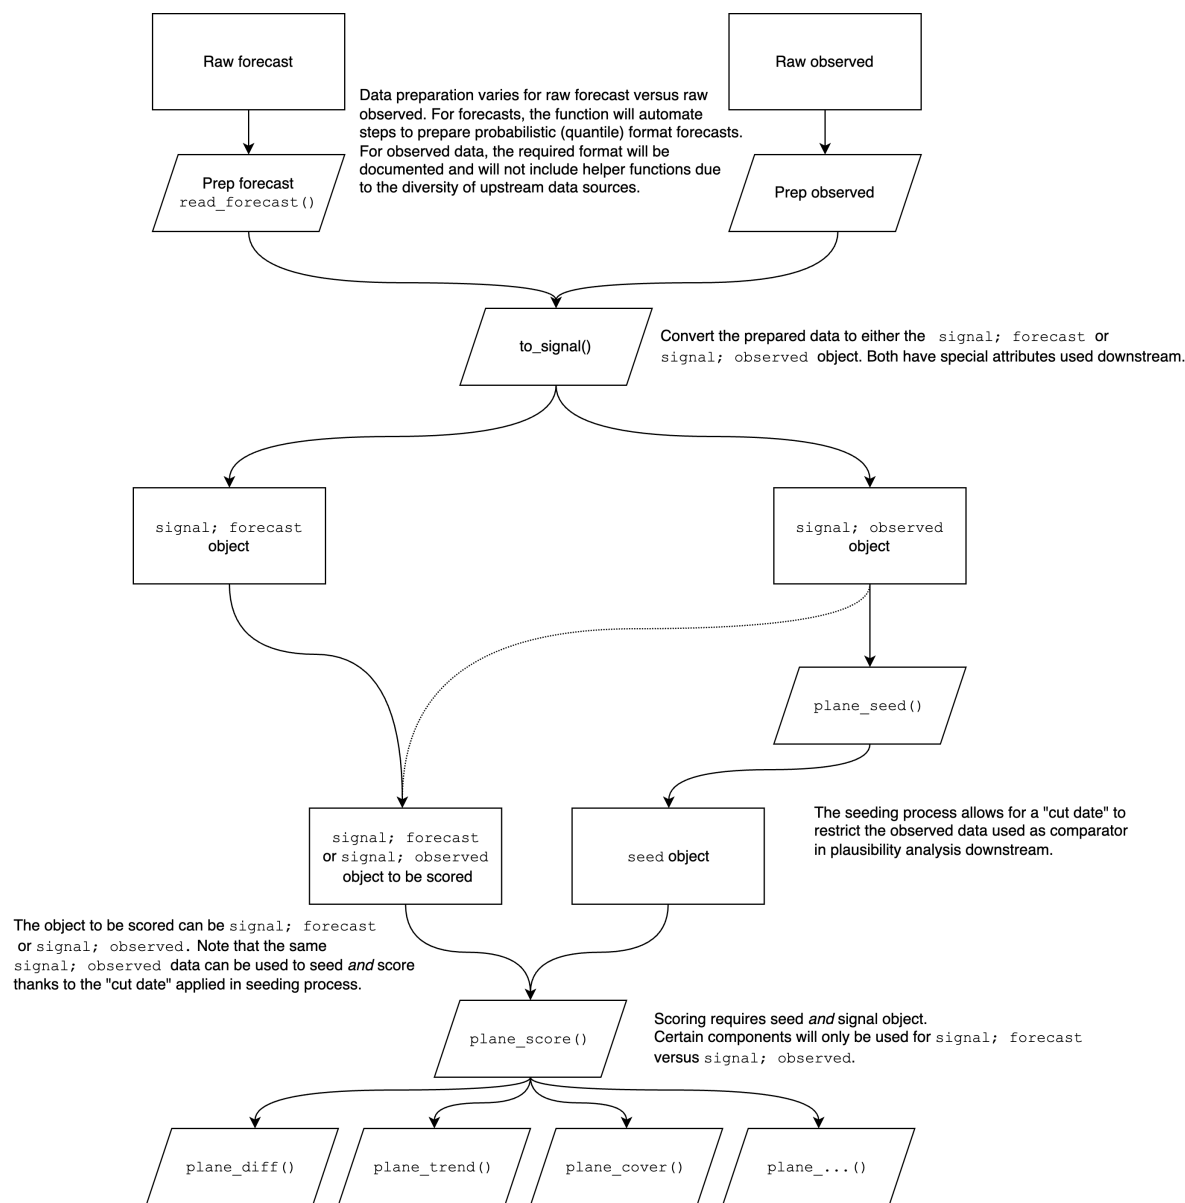 Raw forecast
Raw observed
Data preparation varies for raw forecast versus raw
observed. For forecasts, the function will automate
steps to prepare probabilistic (quantile) format forecasts.
For observed data, the required format will be
documented and will not include helper functions due
to the diversity of upstream data sources.
Prep forecast
read_forecast()
Prep observed
to_signal()
Convert the prepared data to either the signal; forecast or
signal; observed object. Both have special attributes used downstream.
signal; forecast
object
signal; observed
object
plane_seed()
signal; forecast
or signal; observed
object to be scored
seed object
The seeding process allows for a "cut date" to
restrict the observed data used as comparator
in plausibility analysis downstream.
The object to be scored can be signal; forecast
or signal; observed. Note that the same
signal; observed data can be used to seed and score
thanks to the "cut date" applied in seeding process.
plane_score()
Scoring requires seed and signal object.
Certain components will only be used for signal; forecast
versus signal; observed.
plane_diff()
plane_trend()
plane_cover()
plane_...()